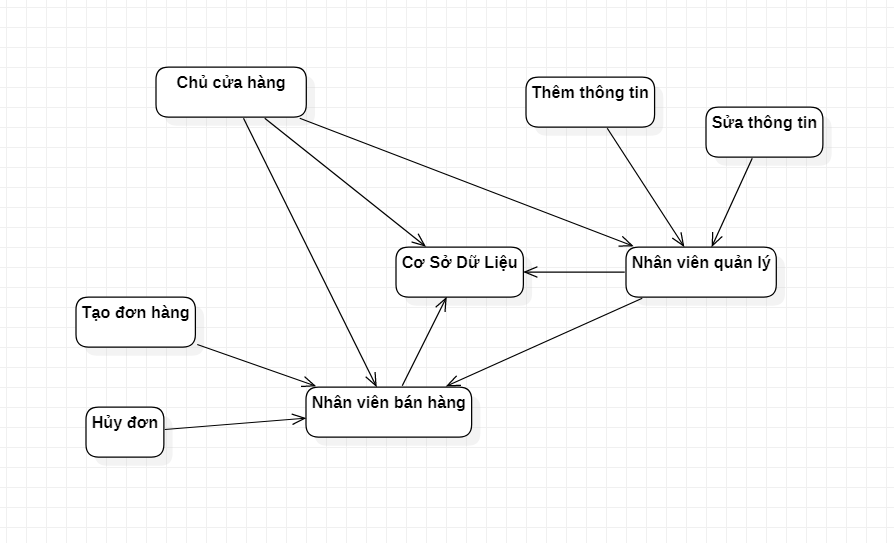 Chủ cửa hàng
Thêm thông tin
Sửa thông tin
Cơ Sở Dữ Liệu
Nhân viên quản lý
Tạo đơn hàng
Nhân viên bán hàng
Hủy đơn